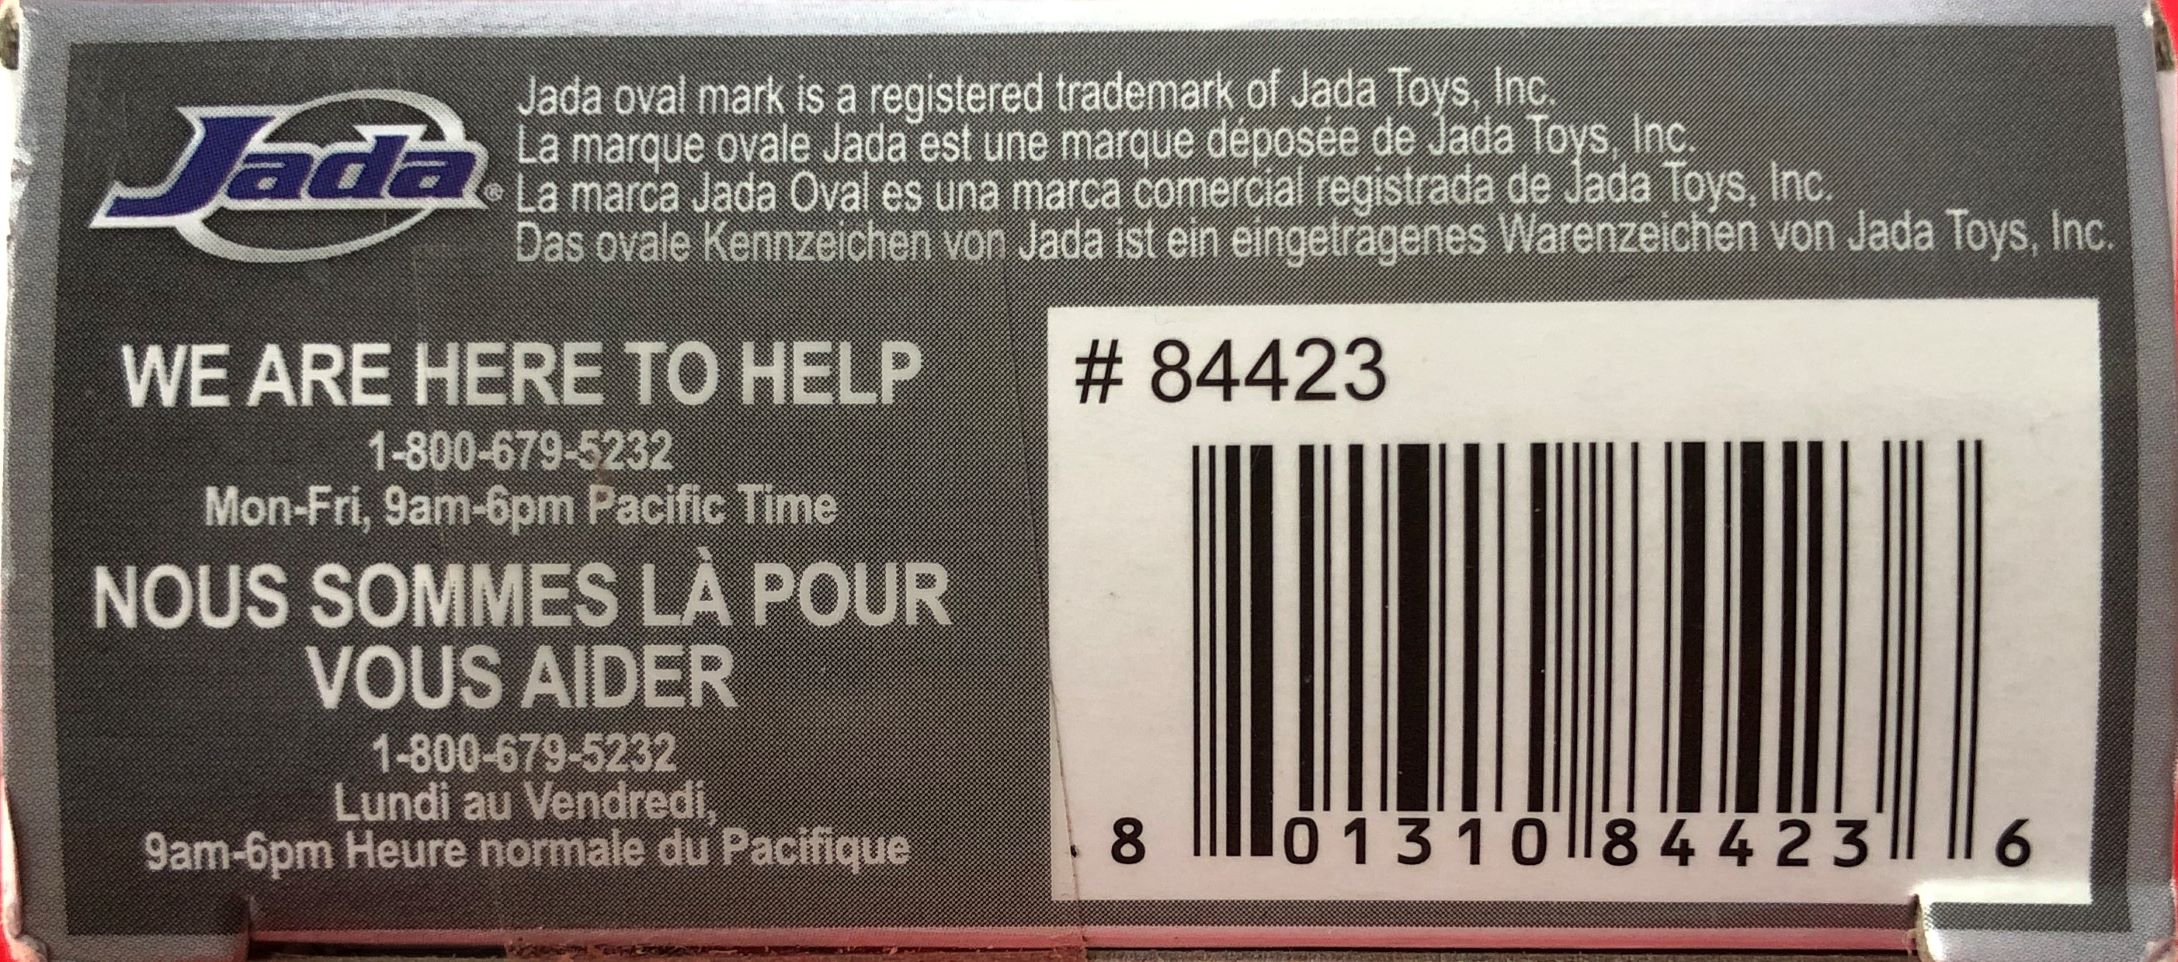 Jada®
Jada oval mark is a registered trademark of Jada Toys, Inc.
La marque ovale Jada est une marque déposée de Jada Toys, Inc.
La marca Jada Oval es una marca comercial registrada de Jada Toys, Inc.
Das ovale Kennzeichen von Jada ist ein eingetragenes Warenzeichen von Jada Toys, Inc.
WE ARE HERE TO HELP
1-800-679-5232
Mon-Fri, 9am-6pm Pacific Time
NOUS SOMMES LÀ POUR
VOUS AIDER
1-800-679-5232
Lundi au Vendredi,
9am-6pm Heure normale du Pacifique
# 84423
8 01310 84423 6